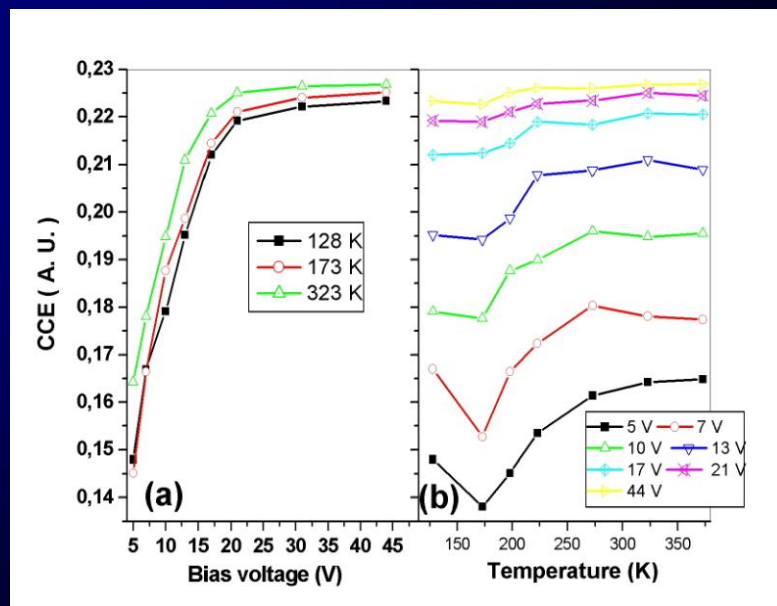 0,23
0,22
0,21
0,20
0,19
0,18
0,17
0,16
0,15
0,14
CCE ( A. U. )
128 K
173 K
323 K
(a)
5 10 15 20 25 30 35 40 45
Bias voltage (V)
(b)
5 V 7 V
10 V 13 V
17 V 21 V
44 V
150 200 250 300 350
Temperature (K)